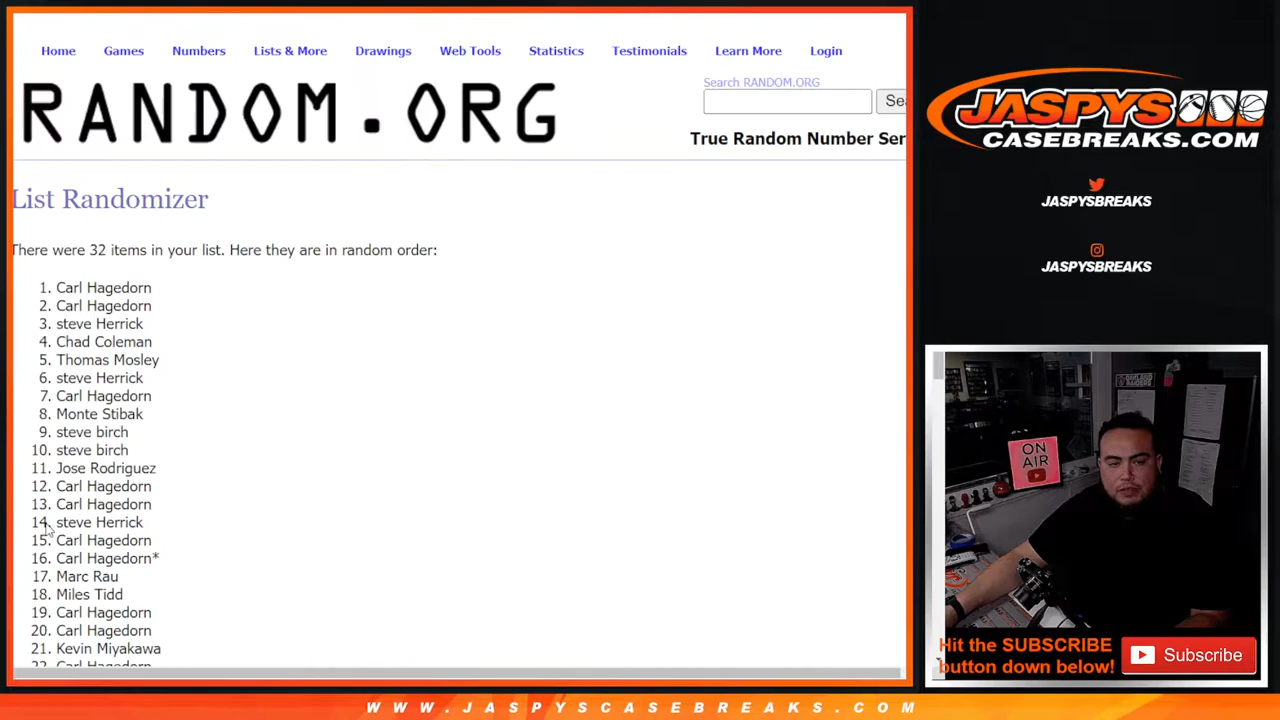 Home Games Numbers Lists & More Drawings Web Tools Statistics Testimonials Learn More Login
Search RANDOM.ORG
RANDOM.ORG
Sea
True Random Number Ser
List Randomizer
There were 32 items in your list. Here they are in random order:
1. Carl Hagedorn
2. Carl Hagedorn
3. steve Herrick
4. Chad Coleman
5. Thomas Mosley
6. steve Herrick
7. Carl Hagedorn
8. Monte Stibak
9. steve birch
10. steve birch
11. Jose Rodriguez
12. Carl Hagedorn
13. Carl Hagedorn
14. steve Herrick
15. Carl Hagedorn
16. Carl Hagedorn*
17. Marc Rau
18. Miles Tidd
19. Carl Hagedorn
20. Carl Hagedorn
21. Kevin Miyakawa
22. Carl Hagedorn
JASPYS
CASEBREAKS.COM
JASPYSBREAKS
JASPYSBREAKS
OAKLAND
RAIDERS
ON
AIR
Hit the SUBSCRIBE
button down below!
Subscribe
WWW.JASPYSCASEBREAKS.COM